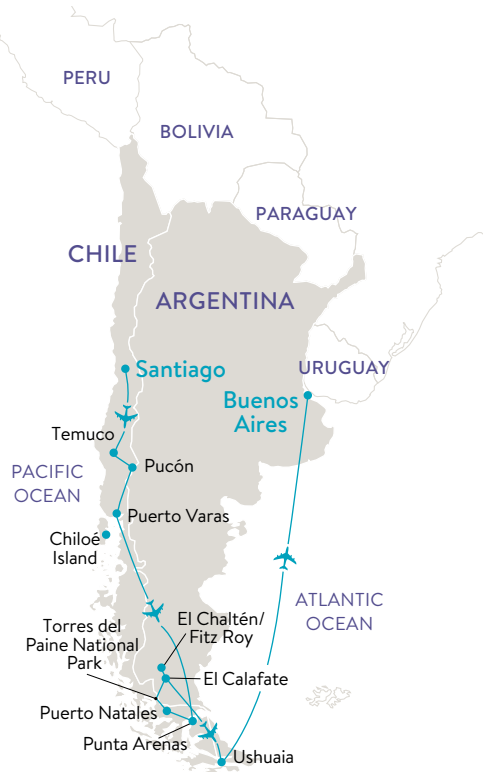 PERU
BOLIVIA
PARAGUAY
CHILE
ARGENTINA
Santiago
URUGUAY
Buenos
Aires
Temuco
Pucón
PACIFIC
OCEAN
Puerto Varas
Chiloé
Island
ATLANTIC
OCEAN
El Chaltén/
Fitz Roy
Torres del
Paine National
Park
El Calafate
Puerto Natales
Punta Arenas
Ushuaia